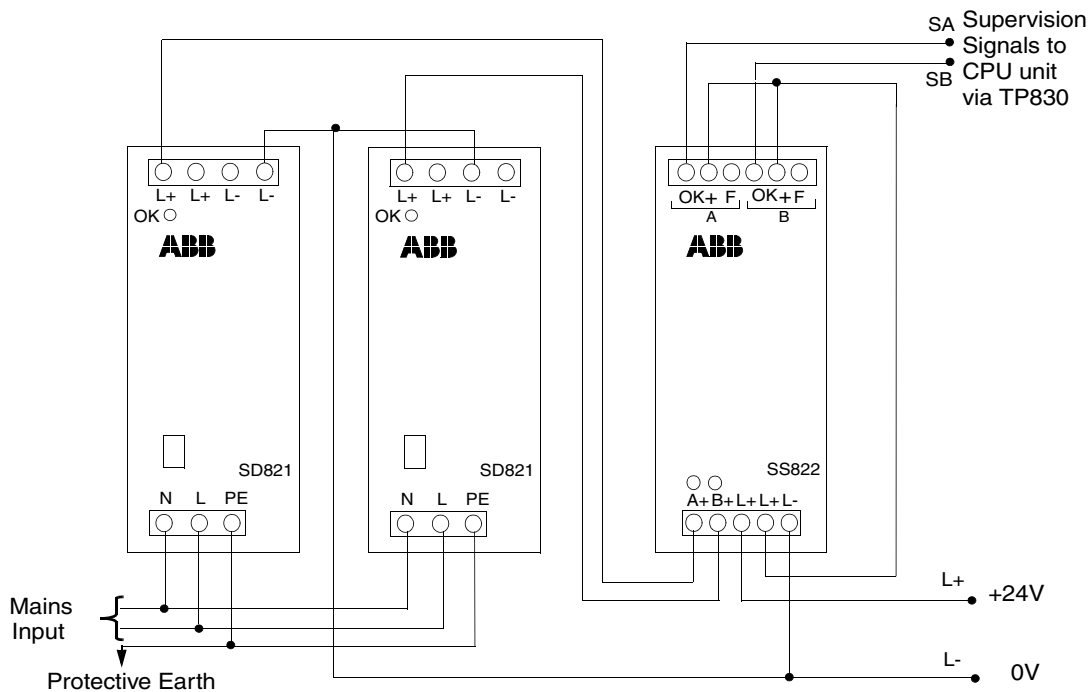 SA Supervision
Signals to
SB CPU unit
via TP830
L+ L+ L- L-
OK
ABB
SD821
N L PE
L+ L+ L- L-
OK
ABB
SD821
N L PE
OK+ F OK+F
A B
ABB
SS822
A+ B+ L+ L+ L-
Mains
Input
Protective Earth
L+ +24V
L- 0V